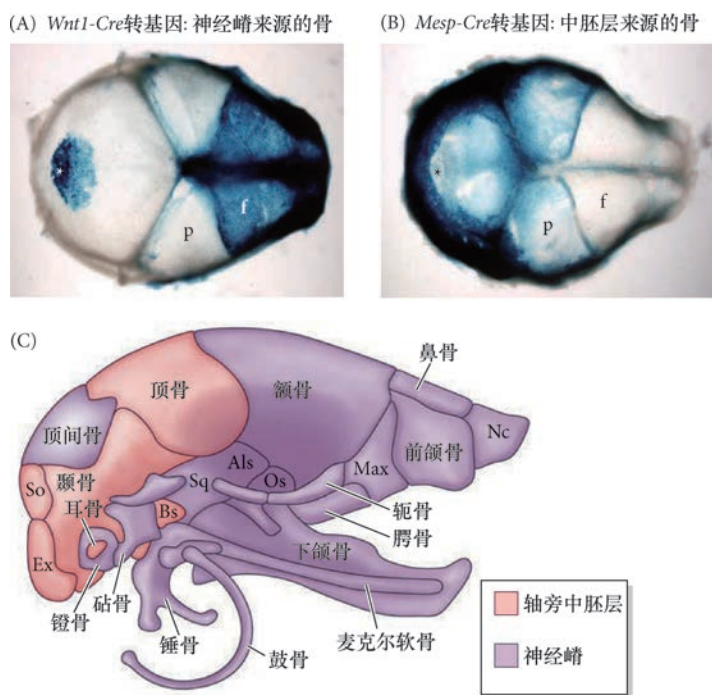 (A) Wnt1-Cre转基因: 神经嵴来源的骨
(B) Mesp-Cre转基因: 中胚层来源的骨
*
f
p
*
f
p
(C)
鼻骨
顶骨
额骨
顶间骨
Nc
前颌骨
Als
Max
So
颞骨
Sq
Os
耳骨
Bs
轭骨
腭骨
Ex
下颌骨
砧骨
镫骨
锤骨
鼓骨
麦克尔软骨
轴旁中胚层
神经嵴